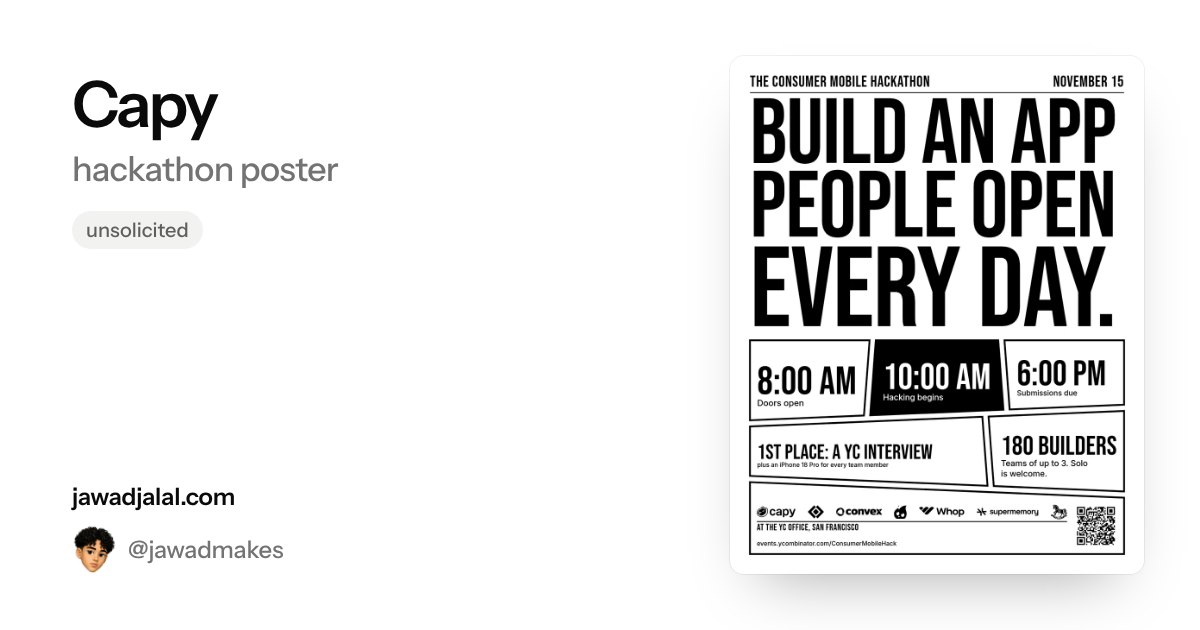 Capy
hackathon poster
unsolicited
jawadjalal.com
@jawadmakes
THE CONSUMER MOBILE HACKATHON
NOVEMBER 15
BUILD AN APP
PEOPLE OPEN
EVERY DAY.
8:00 AM
Doors open
10:00 AM
Hacking begins
6:00 PM
Submissions due
1ST PLACE: A YC INTERVIEW
plus an iPhone 18 Pro for every team member
180 BUILDERS
Teams of up to 3. Solo
is welcome.
capy convex Whop supermemory
AT THE YC OFFICE, SAN FRANCISCO
events.ycombinator.com/ConsumerMobileHack